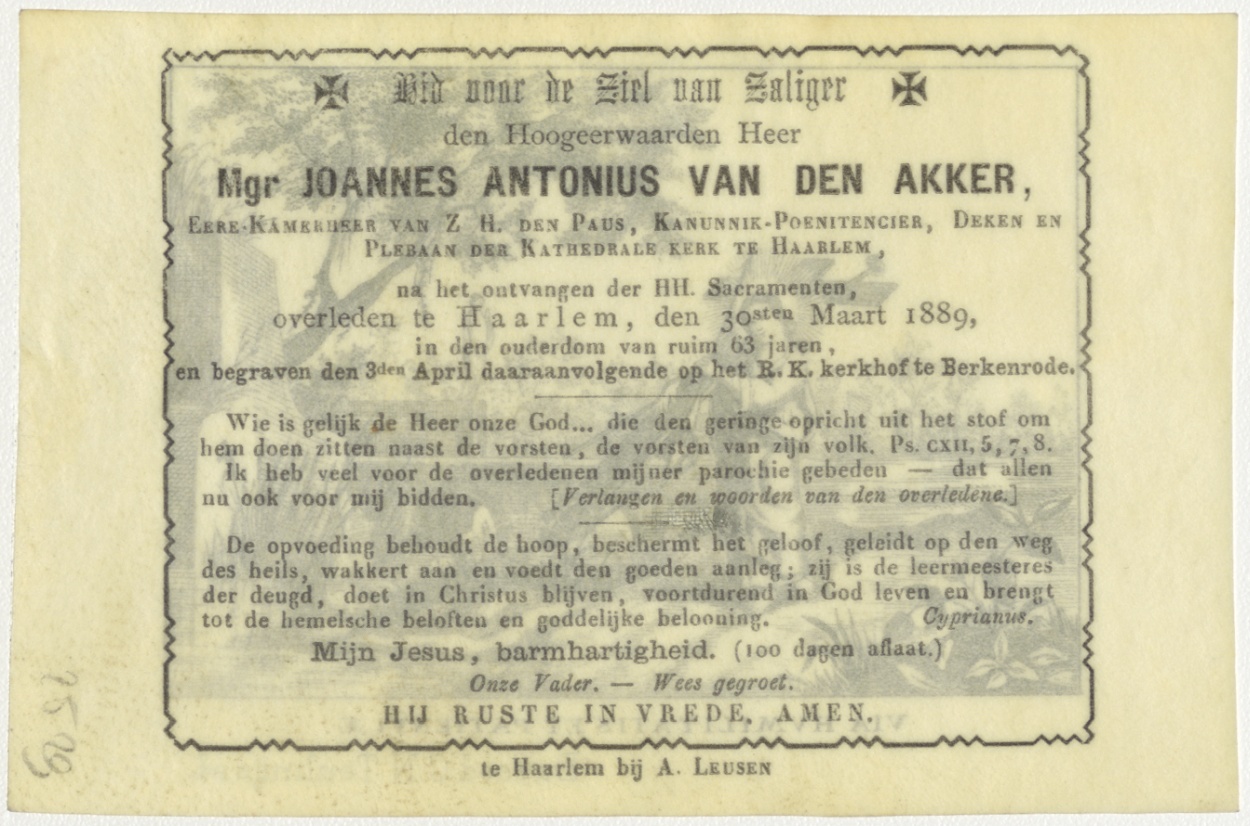 ✠ Bid voor de Ziel van Zaliger ✠
den Hoogeerwaarden Heer
Mgr JOANNES ANTONIUS VAN DEN AKKER,
EERE-KAMERHEER VAN Z H. DEN PAUS, KANUNNIK-POENITENCIER, DEKEN EN
PLEBAAN DER KATHEDRALE KERK TE HAARLEM,
na het ontvangen der HH. Sacramenten,
overleden te Haarlem, den 30sten Maart 1889,
in den ouderdom van ruim 63 jaren,
en begraven den 3den April daaraanvolgende op het R. K. kerkhof te Berkenrode.
Wie is gelijk de Heer onze God... die den geringe opricht uit het stof om
hem doen zitten naast de vorsten, de vorsten van zijn volk. Ps. CXII, 5, 7, 8.
Ik heb veel voor de overledenen mijner parochie gebeden — dat allen
nu ook voor mij bidden. [Verlangen en woorden van den overledene.]
De opvoeding behoudt de hoop, beschermt het geloof, geleidt op den weg
des heils, wakkert aan en voedt den goeden aanleg; zij is de leermeesteres
der deugd, doet in Christus blijven, voortdurend in God leven en brengt
tot de hemelsche beloften en goddelijke belooning. Cyprianus.
Mijn Jesus, barmhartigheid. (100 dagen aflaat.)
Onze Vader. — Wees gegroet.
HIJ RUSTE IN VREDE. AMEN.
te Haarlem bij A. LEUSEN